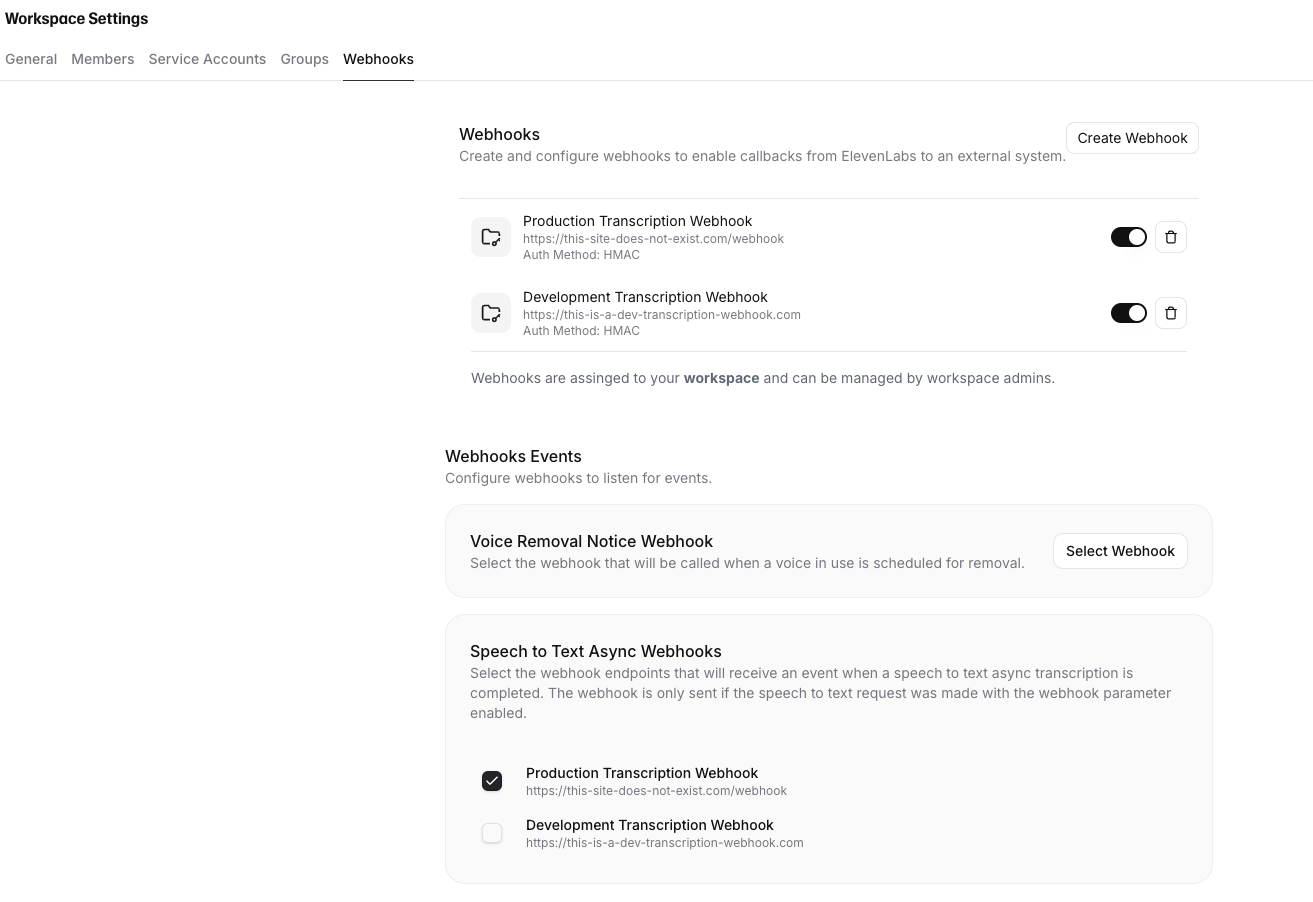 Workspace Settings
General Members Service Accounts Groups Webhooks
Webhooks
Create Webhook
Create and configure webhooks to enable callbacks from ElevenLabs to an external system.
Production Transcription Webhook
https://this-site-does-not-exist.com/webhook
Auth Method: HMAC
Development Transcription Webhook
https://this-is-a-dev-transcription-webhook.com
Auth Method: HMAC
Webhooks are assinged to your workspace and can be managed by workspace admins.
Webhooks Events
Configure webhooks to listen for events.
Voice Removal Notice Webhook
Select the webhook that will be called when a voice in use is scheduled for removal.
Select Webhook
Speech to Text Async Webhooks
Select the webhook endpoints that will receive an event when a speech to text async transcription is
completed. The webhook is only sent if the speech to text request was made with the webhook parameter
enabled.
Production Transcription Webhook
https://this-site-does-not-exist.com/webhook
Development Transcription Webhook
https://this-is-a-dev-transcription-webhook.com